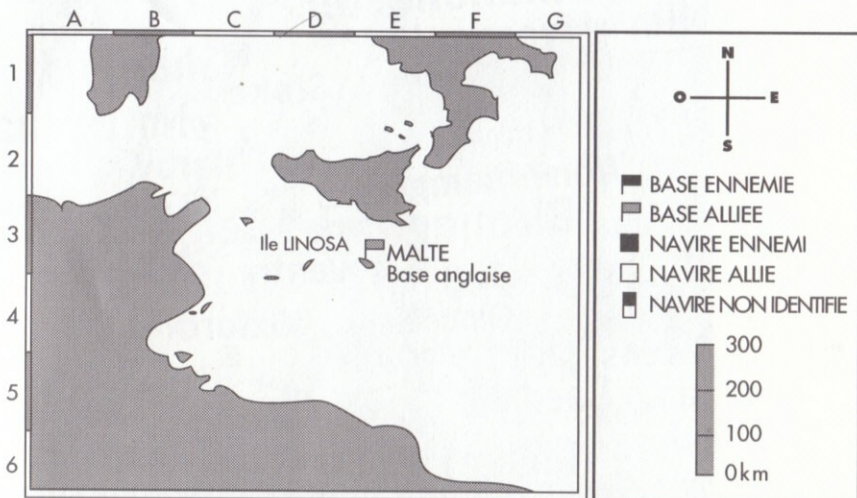 A B C D E F G
1
2
3
4
5
6
Ile LINOSA
MALTE
Base anglaise
N
O E
S
BASE ENNEMIE
BASE ALLIEE
NAVIRE ENNEMI
NAVIRE ALLIE
NAVIRE NON IDENTIFIE
300
200
100
0km